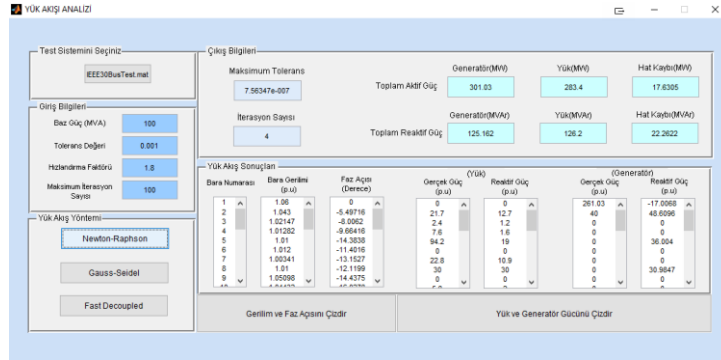 YÜK AKIŞI ANALİZİ
Test Sistemini Seçiniz
IEEE30BusTest.mat
Giriş Bilgileri
Baz Güç (MVA) 100
Tolerans Değeri 0.001
Hızlandırma Faktörü 1.8
Maksimum İterasyon Sayısı 100
Yük Akış Yöntemi
Newton-Raphson
Gauss-Seidel
Fast Decoupled
Çıkış Bilgileri
Maksimum Tolerans
7.56347e-007
İterasyon Sayısı
4
Generatör(MW) Yük(MW) Hat Kaybı(MW)
Toplam Aktif Güç 301.03 283.4 17.6305
Generatör(MVAr) Yük(MVAr) Hat Kaybı(MVAr)
Toplam Reaktif Güç 125.162 126.2 22.2622
Yük Akış Sonuçları
(Yük) (Generatör)
Bara Numarası Bara Gerilimi (p.u) Faz Açısı (Derece) Gerçek Güç (p.u) Reaktif Güç (p.u) Gerçek Güç (p.u) Reaktif Güç (p.u)
1 1.06 0 0 0 261.03 -17.0068
2 1.043 -5.49716 21.7 12.7 40 48.6096
3 1.02147 -8.0062 2.4 1.2 0 0
4 1.01282 -9.66416 7.6 1.6 0 0
5 1.01 -14.3838 94.2 19 0 36.004
6 1.012 -11.4016 0 0 0 0
7 1.00341 -13.1527 22.8 10.9 0 0
8 1.01 -12.1199 30 30 0 30.9847
9 1.05098 -14.4375 0 0 0 0
Gerilim ve Faz Açısını Çizdir
Yük ve Generatör Gücünü Çizdir